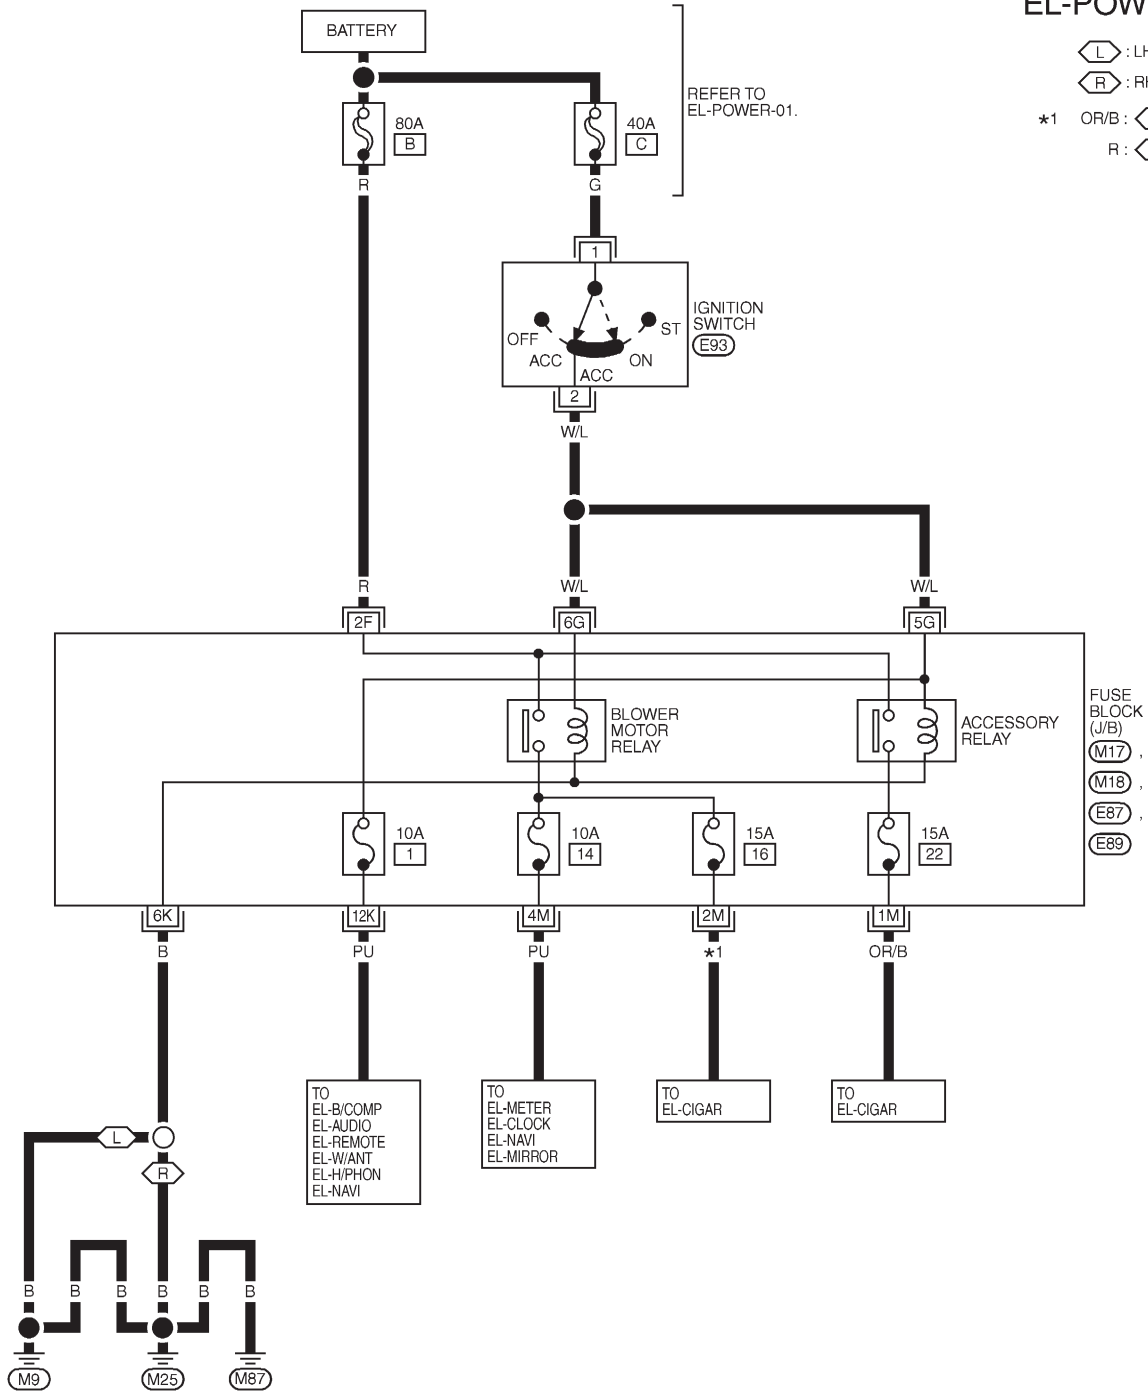 EL-POW
BATTERY
L : LH
R : R
*1 OR/B :
R :
REFER TO
EL-POWER-01.
80A
B
40A
C
R
G
1
IGNITION
SWITCH
E93
OFF
ST
ACC
ON
ACC
2
W/L
R
W/L
W/L
2F
6G
5G
FUSE
BLOCK
(J/B)
M17 ,
M18 ,
E87 ,
E89
BLOWER
MOTOR
RELAY
ACCESSORY
RELAY
10A
1
10A
14
15A
16
15A
22
6K
12K
4M
2M
1M
B
PU
PU
*1
OR/B
TO
EL-B/COMP
EL-AUDIO
EL-REMOTE
EL-W/ANT
EL-H/PHON
EL-NAVI
TO
EL-METER
EL-CLOCK
EL-NAVI
EL-MIRROR
TO
EL-CIGAR
TO
EL-CIGAR
L
R
B B B B B B
M9
M25
M87